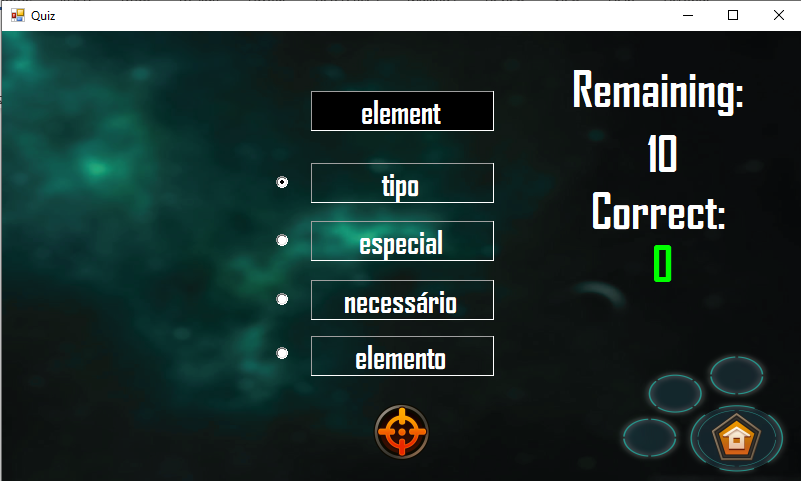 Quiz
element
tipo
especial
necessário
elemento
Remaining:
10
Correct:
0